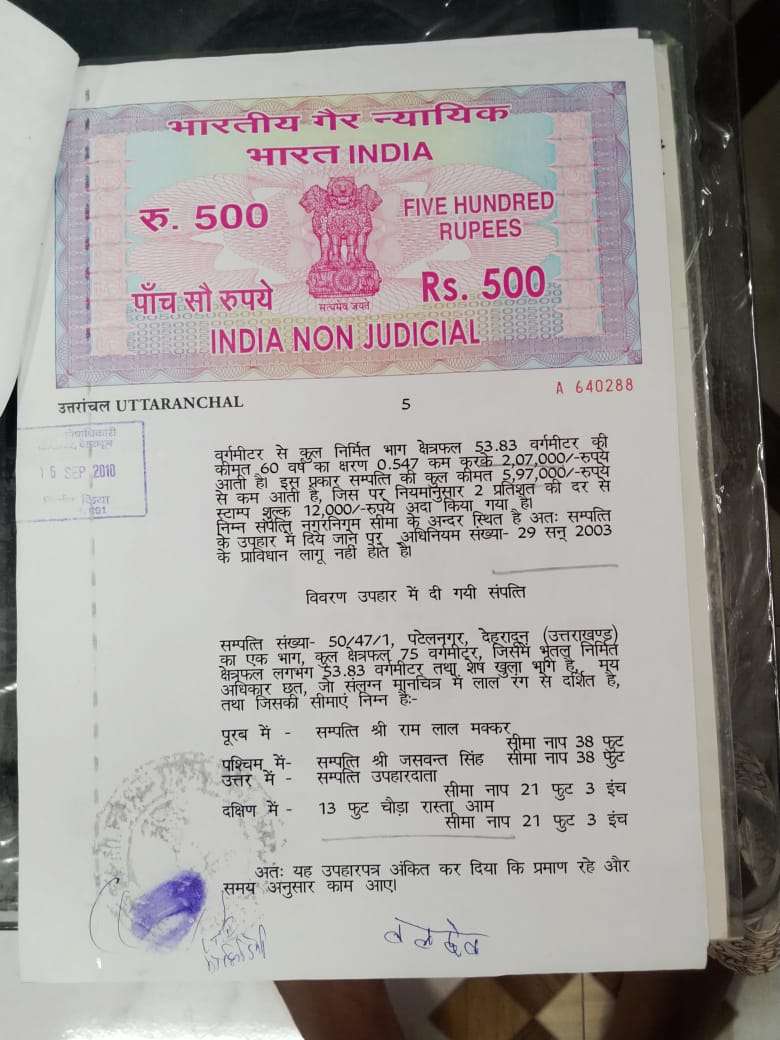 भारतीय गैर न्यायिक
भारत INDIA
रु. 500
FIVE HUNDRED
RUPEES
पाँच सौ रुपये
सत्यमेव जयते
Rs. 500
INDIA NON JUDICIAL
A 640288
उत्तरांचल UTTARANCHAL
5
15 SEP 2010
वर्गमीटर से कुल निर्मित भाग क्षेत्रफल 53.83 वर्गमीटर की
कीमत 60 वर्ष का क्षरण 0.547 कम करके 2,07,000/-रुपये
आती है। इस प्रकार सम्पत्ति की कुल कीमत 5,97,000/-रुपये
से कम आती है, जिस पर नियमानुसार 2 प्रतिशत की दर से
स्टाम्प शुल्क 12,000/-रुपये अदा किया गया है।
निम्न संपत्ति नगरनिगम सीमा के अन्दर स्थित है अतः सम्पत्ति
के उपहार में दिये जाने पर अधिनियम संख्या- 29 सन् 2003
के प्राविधान लागू नहीं होते है।
विवरण उपहार में दी गयी संपत्ति
सम्पत्ति संख्या- 50/47/1, पटेलनगर, देहरादून (उत्तराखण्ड)
का एक भाग, कुल क्षेत्रफल 75 वर्गमीटर, जिसमें भूतल निर्मित
क्षेत्रफल लगभग 53.83 वर्गमीटर तथा शेष खुला भूमि है, मय
अधिकार छत, जो संलग्न मानचित्र में लाल रंग से दर्शित है,
तथा जिसकी सीमाएं निम्न है:-
पूरब में - सम्पत्ति श्री राम लाल मक्कर
सीमा नाप 38 फुट
पश्चिम में- सम्पत्ति श्री जसवन्त सिंह सीमा नाप 38 फुट
उत्तर में - सम्पत्ति उपहारदाता
सीमा नाप 21 फुट 3 इंच
दक्षिण में - 13 फुट चौड़ा रास्ता आम
सीमा नाप 21 फुट 3 इंच
अतः यह उपहारपत्र अंकित कर दिया कि प्रमाण रहे और
समय अनुसार काम आए।
बलदेव